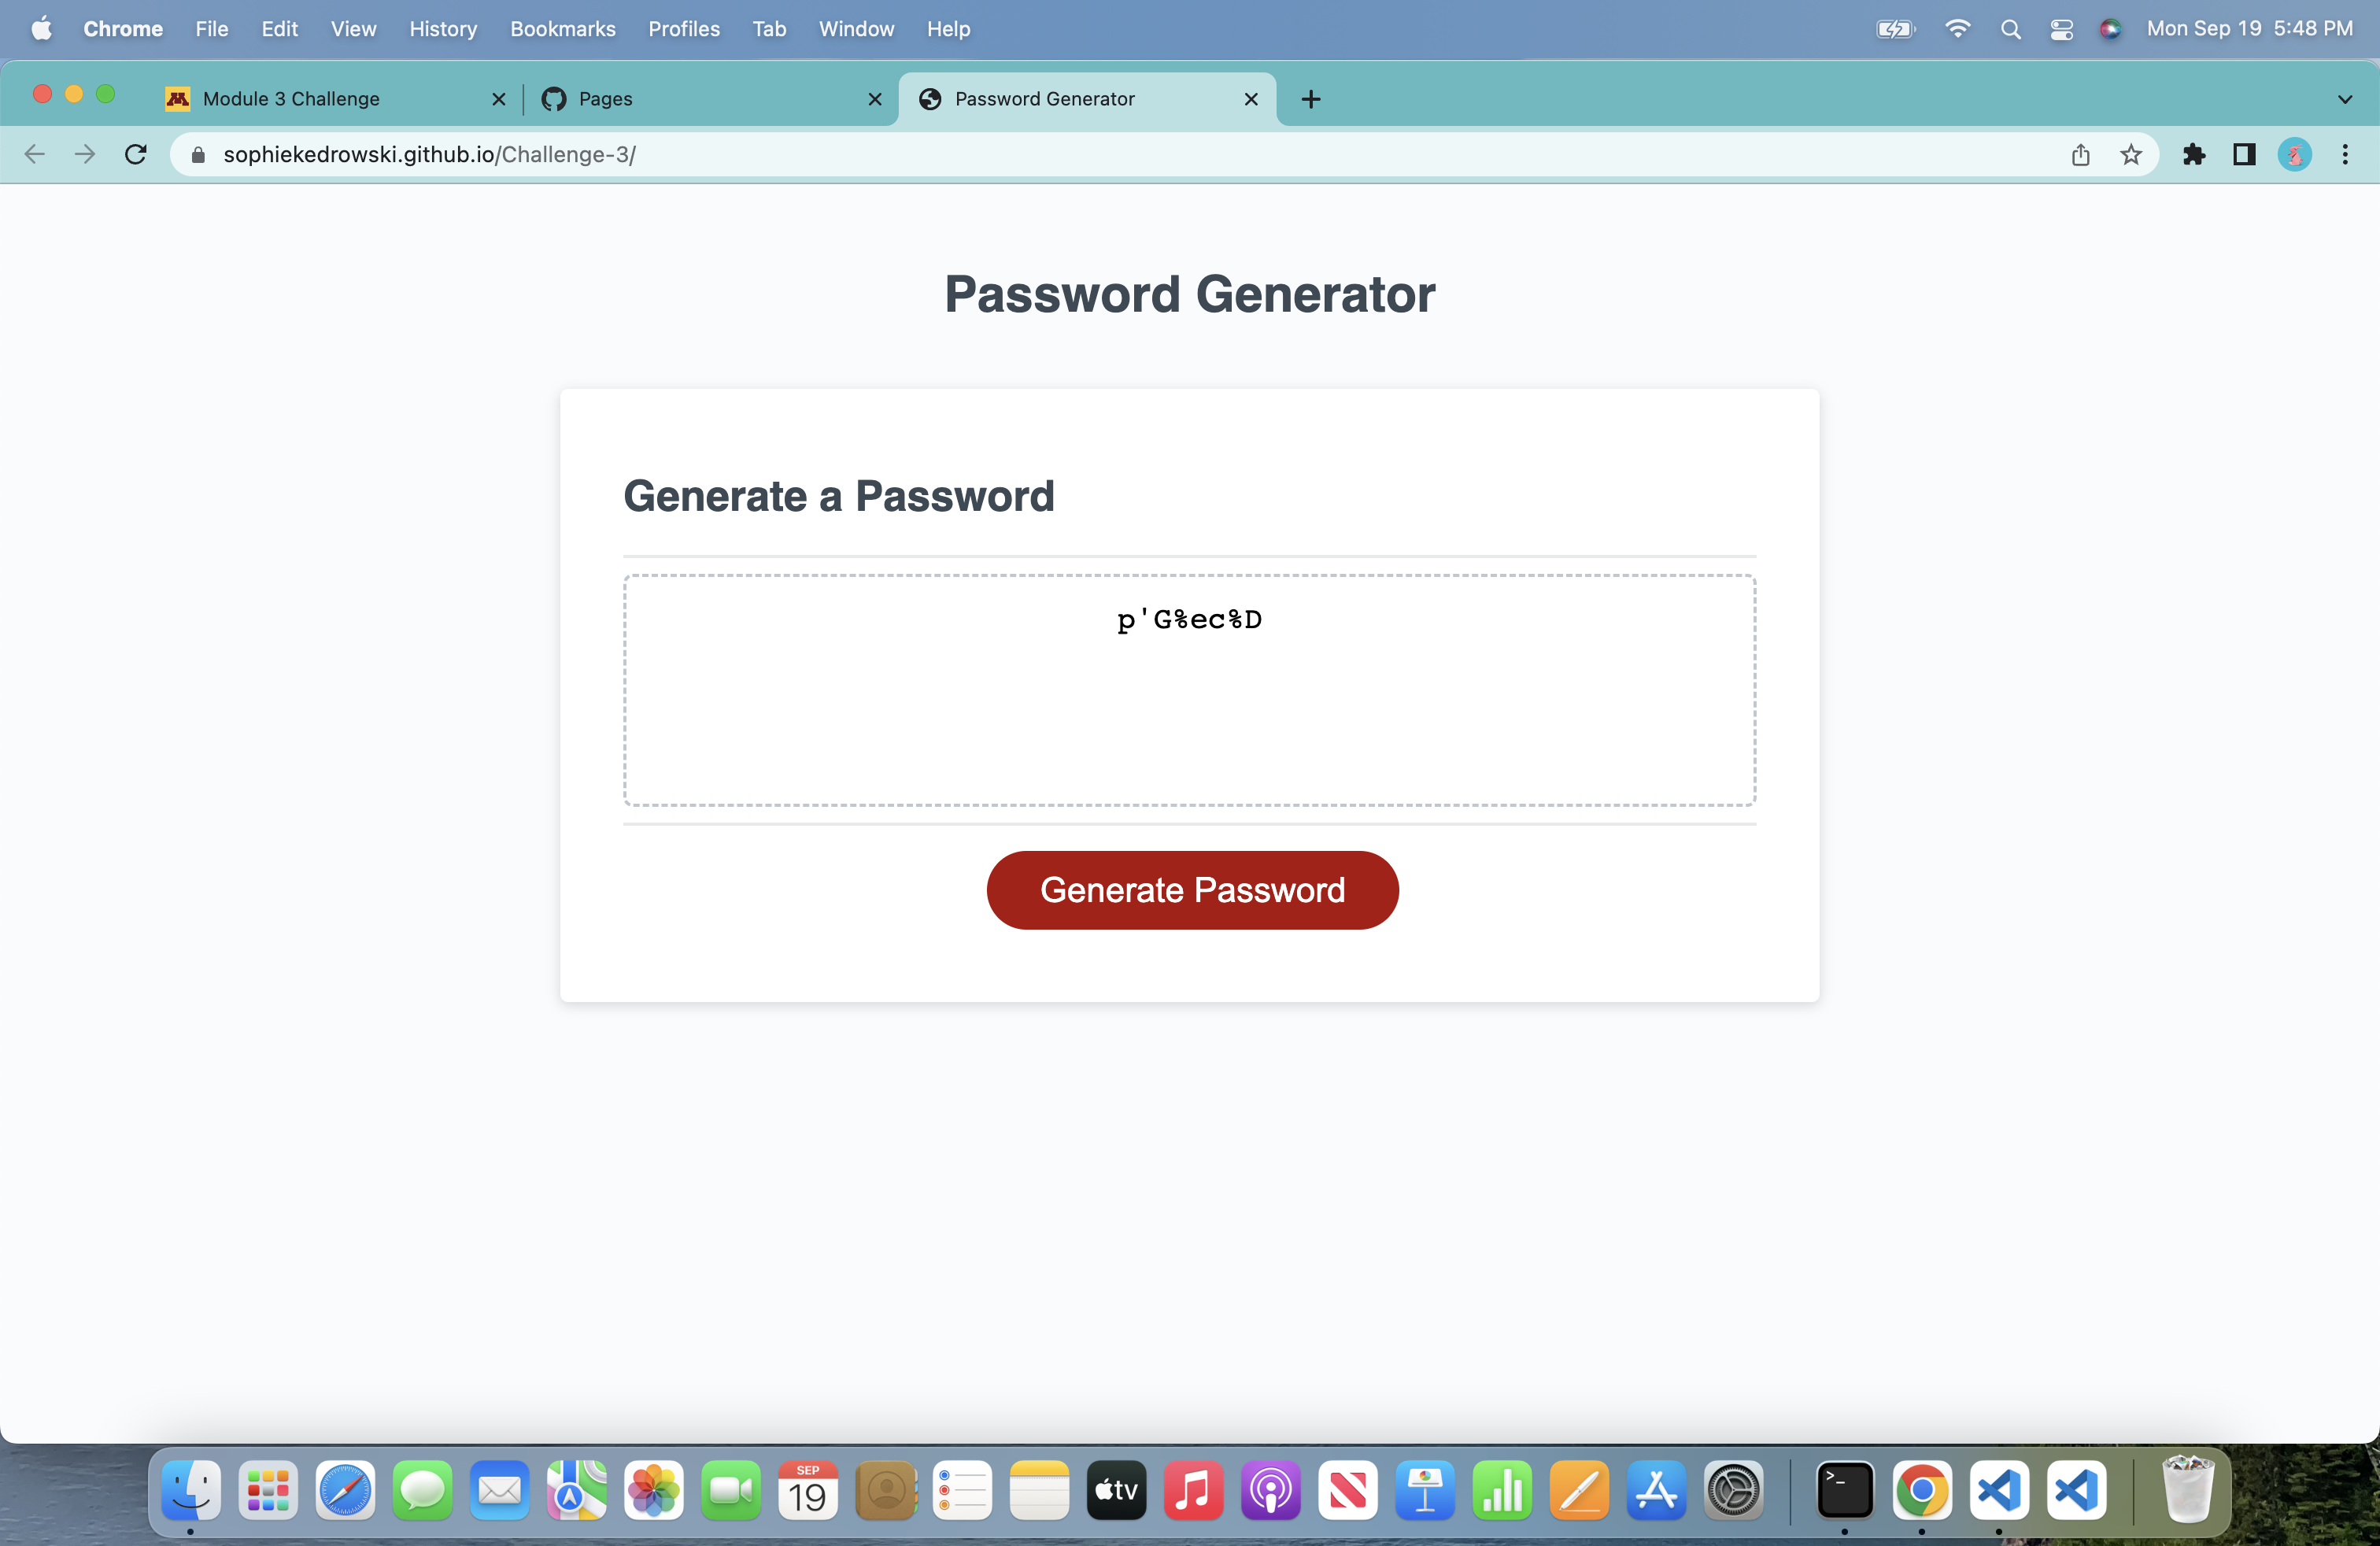 Chrome File Edit View History Bookmarks Profiles Tab Window Help Mon Sep 19 5:48 PM
Module 3 Challenge Pages Password Generator
sophiekedrowski.github.io/Challenge-3/
Password Generator
Generate a Password
p'G%ec%D
Generate Password
SEP
19
tv
>_